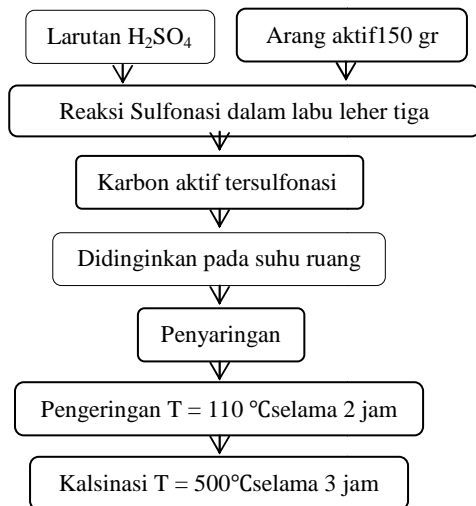 Larutan H₂SO₄
Arang aktif150 gr
Reaksi Sulfonasi dalam labu leher tiga
Karbon aktif tersulfonasi
Didinginkan pada suhu ruang
Penyaringan
Pengeringan T = 110 °Cselama 2 jam
Kalsinasi T = 500°Cselama 3 jam